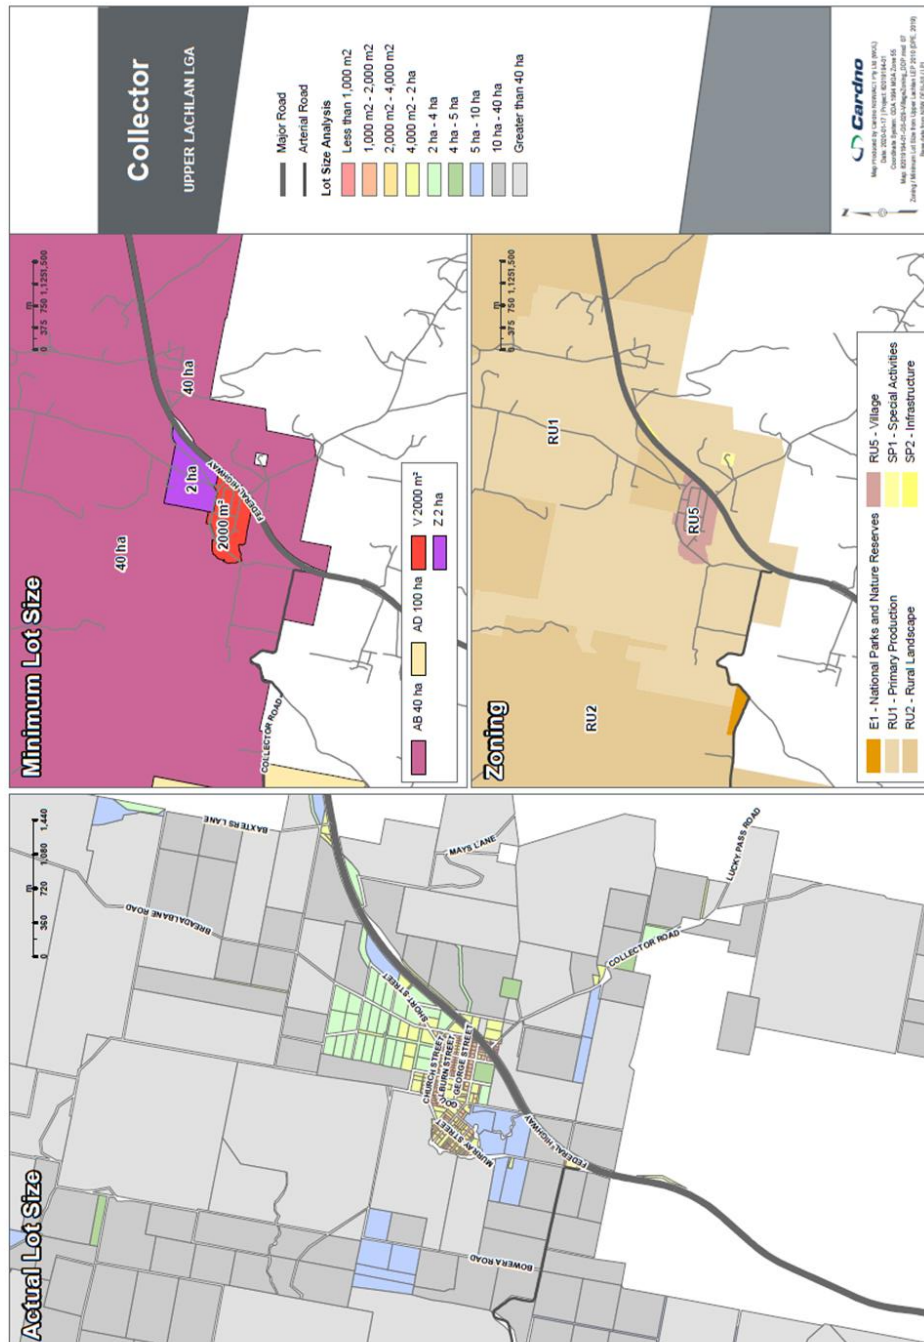 Collector
UPPER LACHLAN LGA
Major Road
Arterial Road
Lot Size Analysis
Less than 1,000 m2
1,000 m2 - 2,000 m2
2,000 m2 - 4,000 m2
4,000 m2 - 2 ha
2 ha - 4 ha
4 ha - 5 ha
5 ha - 10 ha
10 ha - 40 ha
Greater than 40 ha
N
Cardno
Actual Lot Size
0 360 720 1,080 1,440
m
BREADALBANE ROAD
BAXTERS LANE
MAYS LANE
SHORT STREET
CHURCH STREET
GEORGE STREET
MURRAY STREET
FEDERAL HIGHWAY
COLLECTOR ROAD
LUCKY PASS ROAD
BOWERA ROAD
Minimum Lot Size
0 375 750 1,1251,500
m
40 ha
2 ha
40 ha
2000 m²
FEDERAL HIGHWAY
COLLECTOR ROAD
AB 40 ha
AD 100 ha
V 2000 m²
Z 2 ha
Zoning
0 375 750 1,1251,500
m
RU1
RU2
RU5
E1 - National Parks and Nature Reserves
RU1 - Primary Production
RU2 - Rural Landscape
RU5 - Village
SP1 - Special Activities
SP2 - Infrastructure